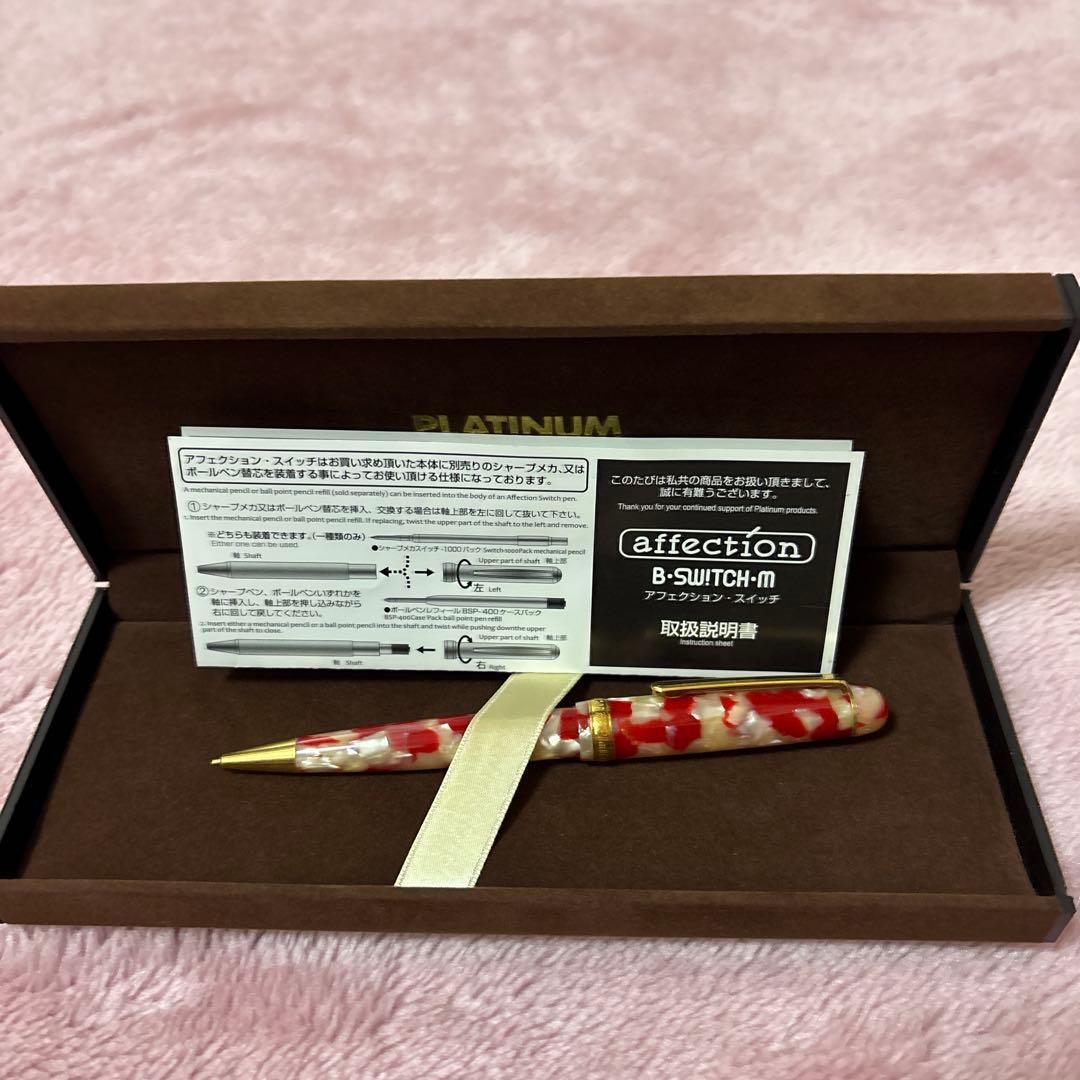 PLATINUM
アフェクション・スイッチはお買い求め頂いた本体に別売りのシャープメカ、又は
ボールペン替芯を装着する事によってお使い頂ける仕様になっております。
A mechanical pencil or ball point pencil refill (sold separately) can be inserted into the body of an Affection Switch pen.
①シャープメカ又はボールペン替芯を挿入、交換する場合は軸上部を左に回して抜いて下さい。
1. Insert the mechanical pencil or ball point pencil refill. If replacing, twist the upper part of the shaft to the left and remove.
※どちらも装着できます。(一種類のみ)
Either one can be used.
●シャープメカスイッチ-1000パック Switch-1000Pack mechanical pencil
軸 Shaft
Upper part of shaft 軸上部
左 Left
②シャープペン、ボールペンいずれかを
軸に挿入し、軸上部を押し込みながら
右に回して戻してください。
●ボールペンレフィールBSP-400ケースパック
BSP-400Case Pack ball point pen refill
2. Insert either a mechanical pencil or a ball point pencil into the shaft and twist while pushing downthe upper
part of the shaft to close.
Upper part of shaft 軸上部
軸 Shaft
右 Right
このたびは私共の商品をお扱い頂きまして、
誠に有難うございます。
Thank you for your continued support of Platinum products.
affection
B・SW!TCH・M
アフェクション・スイッチ
取扱説明書
Instruction sheet